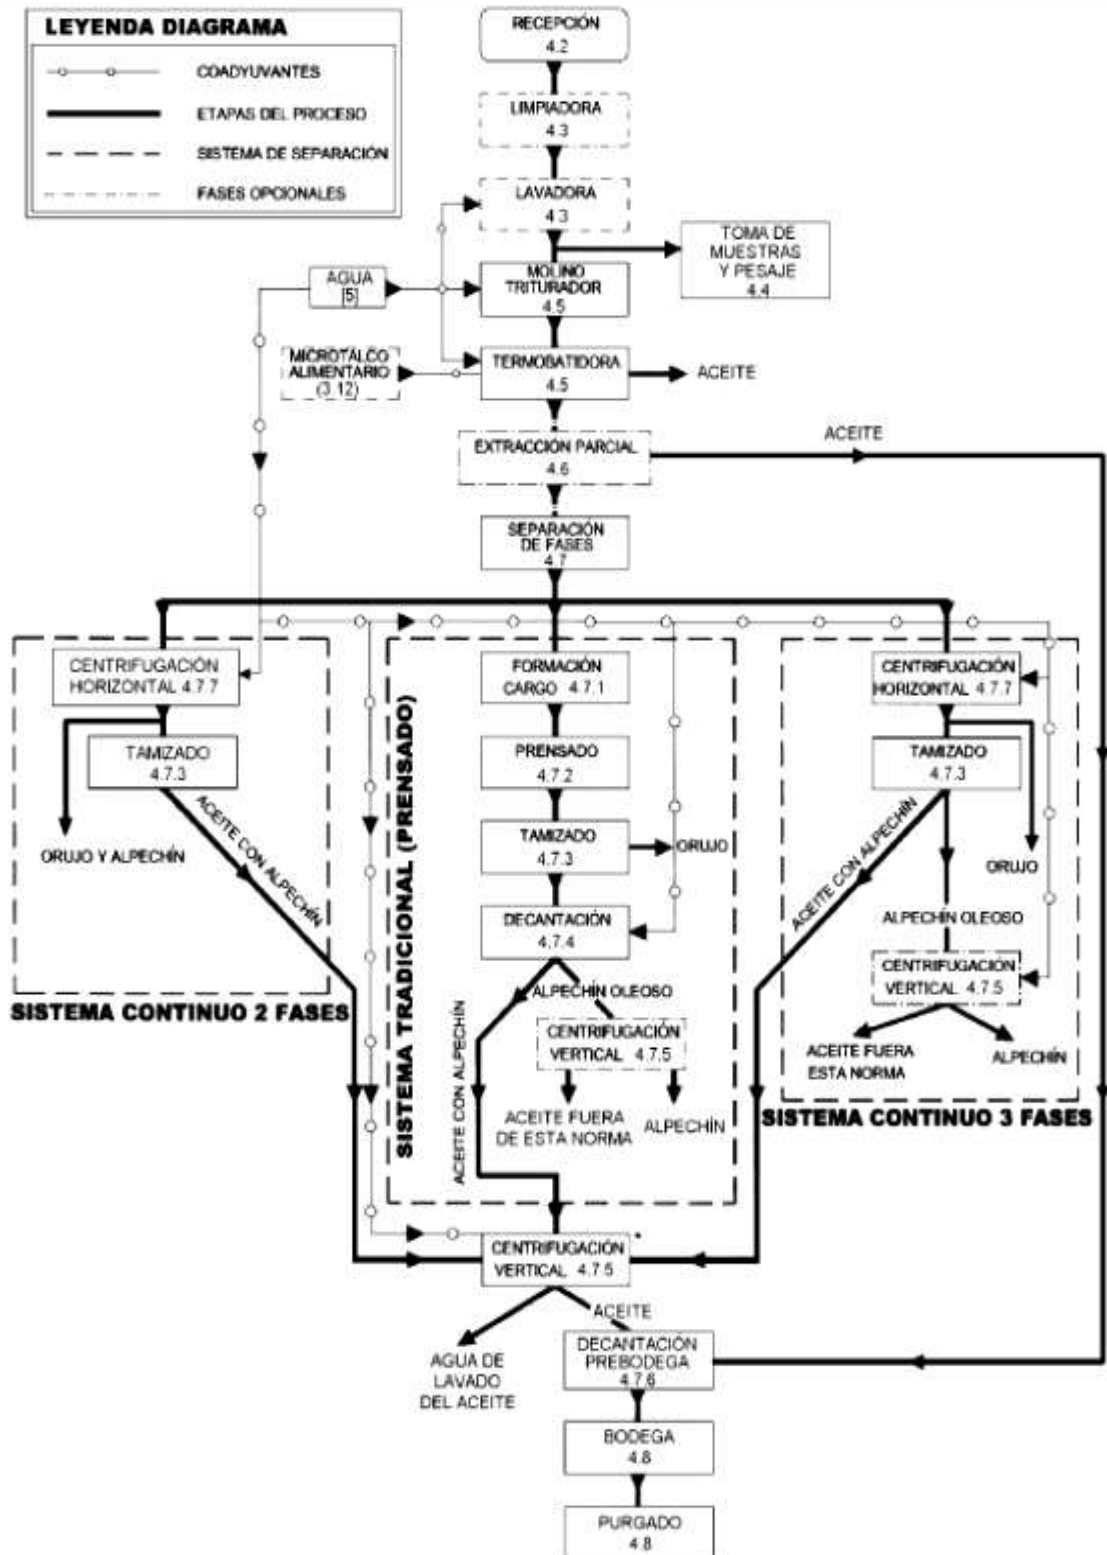 LEYENDA DIAGRAMA
COADYUVANTES
ETAPAS DEL PROCESO
SISTEMA DE SEPARACIÓN
FASES OPCIONALES
RECEPCIÓN
4.2
LIMPIADORA
4.3
LAVADORA
4.3
TOMA DE
MUESTRAS
Y PESAJE
4.4
AGUA
[5]
MOLINO
TRITURADOR
4.5
MICROTALCO
ALIMENTARIO
(3.12)
TERMOBATIDORA
4.5
ACEITE
EXTRACCIÓN PARCIAL
4.6
ACEITE
SEPARACIÓN
DE FASES
4.7
CENTRIFUGACIÓN
HORIZONTAL 4.7.7
TAMIZADO
4.7.3
ORUJO Y ALPECHÍN
ACEITE CON ALPECHÍN
SISTEMA CONTINUO 2 FASES
SISTEMA TRADICIONAL (PRENSADO)
FORMACIÓN
CARGO 4.7.1
PRENSADO
4.7.2
TAMIZADO
4.7.3
ORUJO
DECANTACIÓN
4.7.4
ALPECHÍN OLEOSO
ACEITE CON ALPECHÍN
CENTRIFUGACIÓN
VERTICAL 4.7.5
ACEITE FUERA
DE ESTA NORMA
ALPECHÍN
CENTRIFUGACIÓN
HORIZONTAL 4.7.7
TAMIZADO
4.7.3
ORUJO
ACEITE CON ALPECHÍN
ALPECHÍN OLEOSO
CENTRIFUGACIÓN
VERTICAL 4.7.5
ACEITE FUERA
ESTA NORMA
ALPECHÍN
SISTEMA CONTINUO 3 FASES
CENTRIFUGACIÓN
VERTICAL 4.7.5
ACEITE
AGUA DE
LAVADO
DEL ACEITE
DECANTACIÓN
PREBODEGA
4.7.6
BODEGA
4.8
PURGADO
4.8